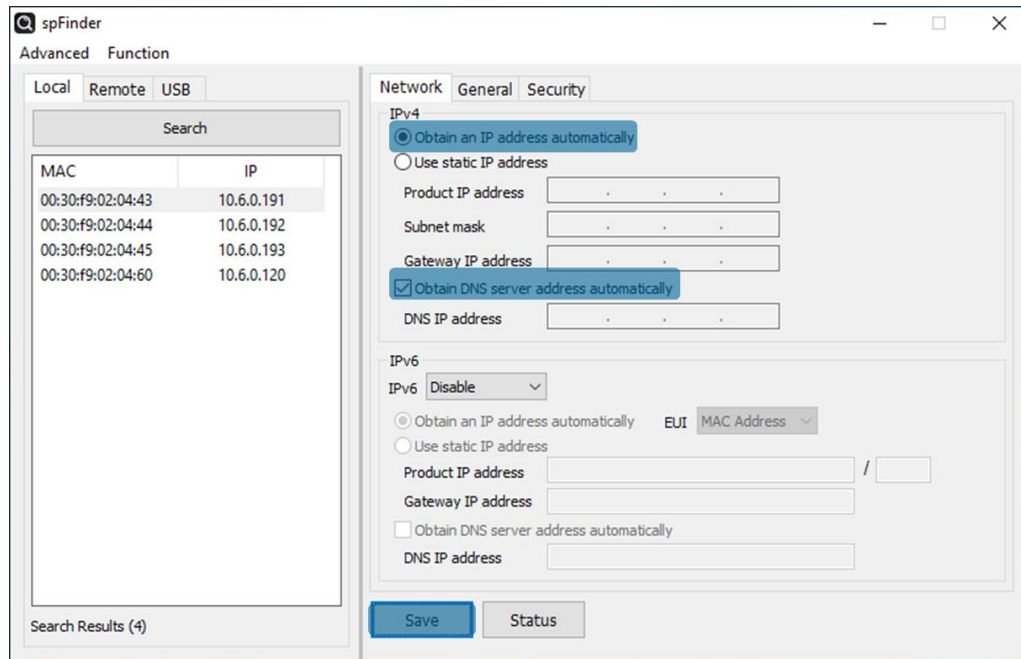 spFinder
Advanced Function
Local Remote USB
Search
MAC IP
00:30:f9:02:04:43 10.6.0.191
00:30:f9:02:04:44 10.6.0.192
00:30:f9:02:04:45 10.6.0.193
00:30:f9:02:04:60 10.6.0.120
Search Results (4)
Network General Security
IPv4
Obtain an IP address automatically
Use static IP address
Product IP address . . .
Subnet mask . . .
Gateway IP address . . .
Obtain DNS server address automatically
DNS IP address . . .
IPv6
IPv6 Disable
Obtain an IP address automatically EUI MAC Address
Use static IP address
Product IP address /
Gateway IP address
Obtain DNS server address automatically
DNS IP address
Save Status